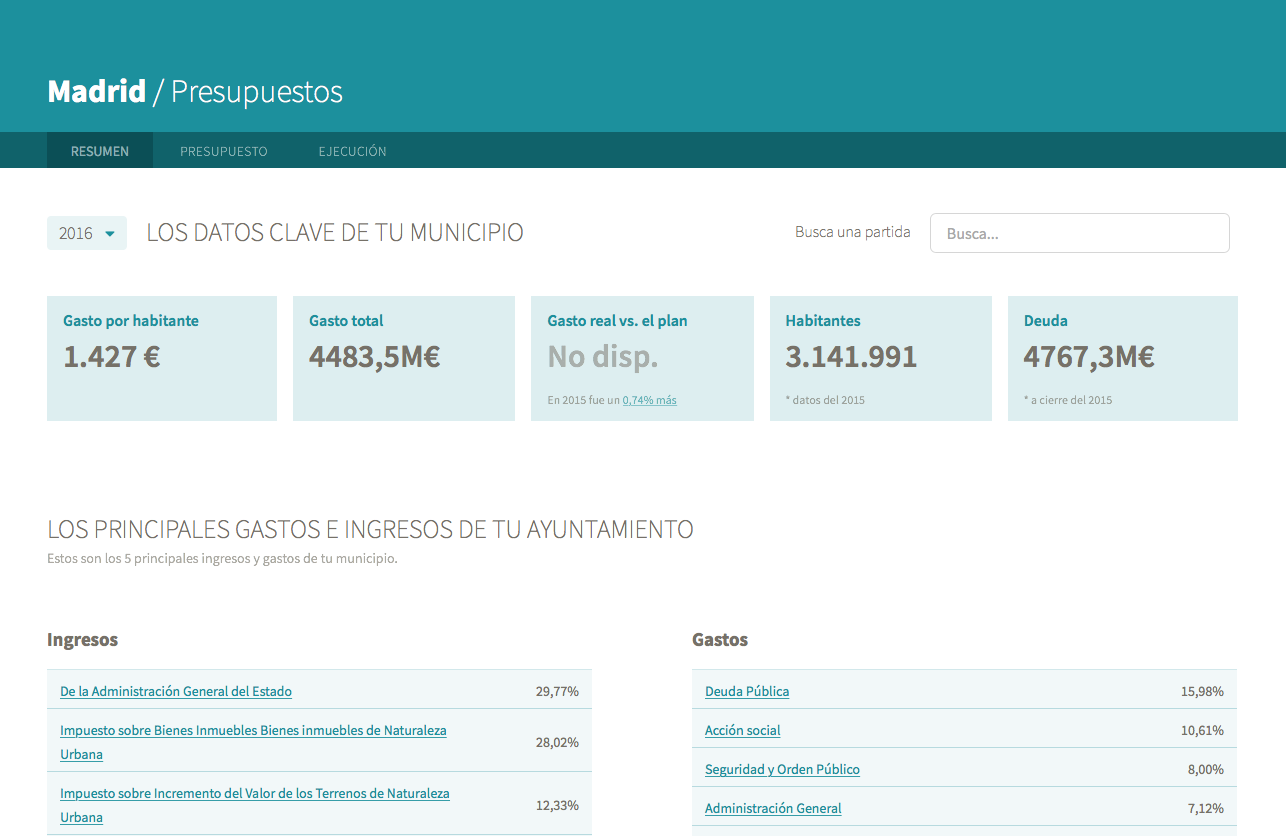 Madrid / Presupuestos
RESUMEN PRESUPUESTO EJECUCIÓN
2016 LOS DATOS CLAVE DE TU MUNICIPIO Busca una partida Busca...
Gasto por habitante
1.427 €
Gasto total
4483,5M€
Gasto real vs. el plan
No disp.
En 2015 fue un 0,74% más
Habitantes
3.141.991
* datos del 2015
Deuda
4767,3M€
* a cierre del 2015
LOS PRINCIPALES GASTOS E INGRESOS DE TU AYUNTAMIENTO
Estos son los 5 principales ingresos y gastos de tu municipio.
Ingresos
De la Administración General del Estado 29,77%
Impuesto sobre Bienes Inmuebles Bienes inmuebles de Naturaleza
Urbana 28,02%
Impuesto sobre Incremento del Valor de los Terrenos de Naturaleza
Urbana 12,33%
Gastos
Deuda Pública 15,98%
Acción social 10,61%
Seguridad y Orden Público 8,00%
Administración General 7,12%